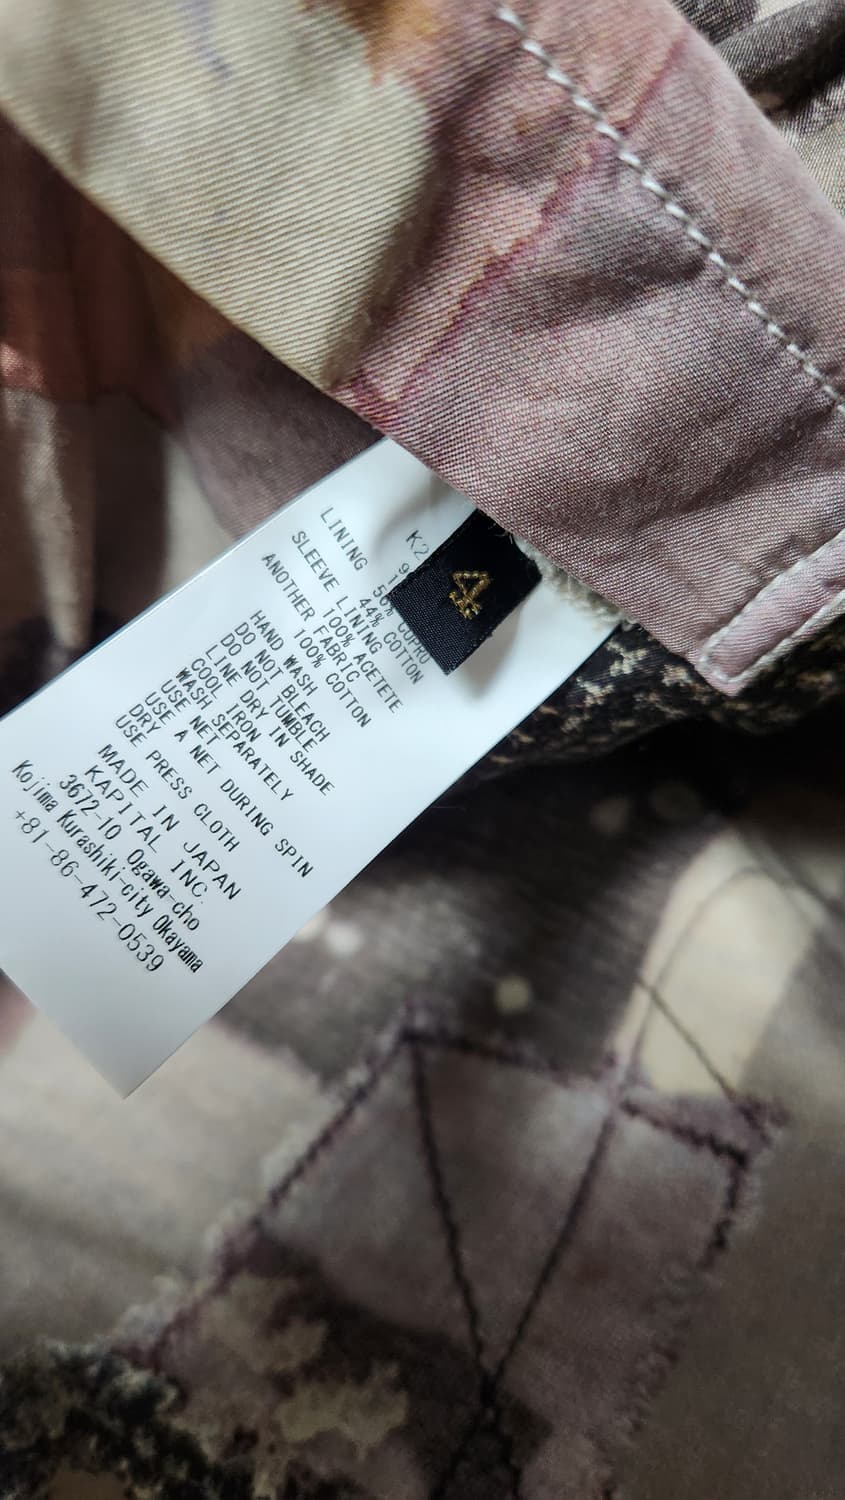 K2
4
LINING 56% CUPRO
44% COTTON
SLEEVE LINING
100% ACETETE
ANOTHER FABRIC
100% COTTON
HAND WASH
DO NOT BLEACH
DO NOT TUMBLE
LINE DRY IN SHADE
COOL IRON
WASH SEPARATELY
USE NET
USE A NET DURING SPIN
DRY
USE PRESS CLOTH
MADE IN JAPAN
KAPITAL INC.
3672-10 Ogawa-cho
Kojima Kurashiki-city Okayama
+81-86-472-0539